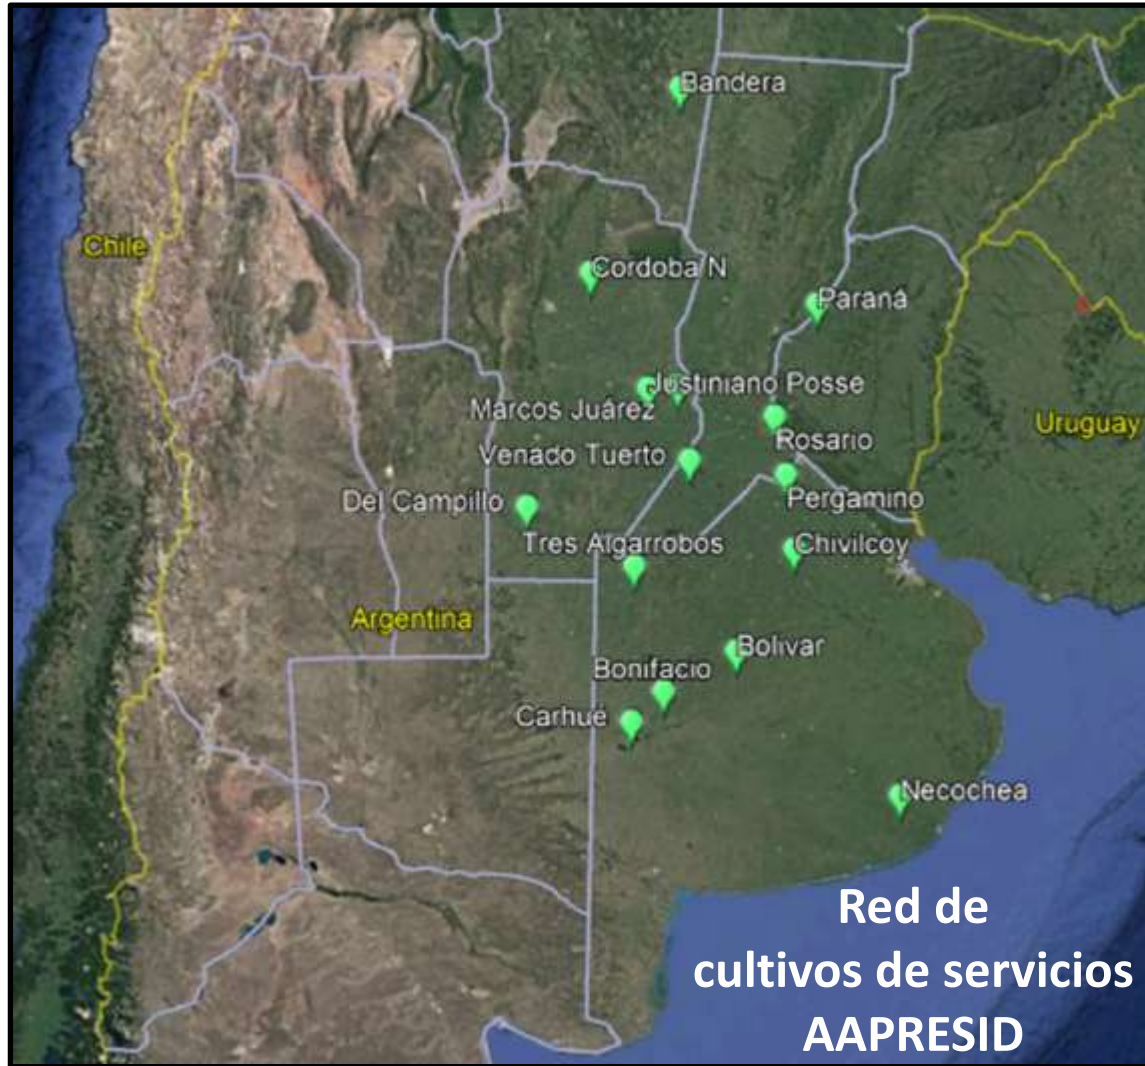 Bandera
Chile
Cordoba N
Paraná
Justiniano Posse
Marcos Juárez
Uruguay
Rosario
Venado Tuerto
Del Campillo
Pergamino
Tres Algarrobos
Chivilcoy
Argentina
Bolivar
Bonifacio
Carhué
Necochea
Red de
cultivos de servicios
AAPRESID